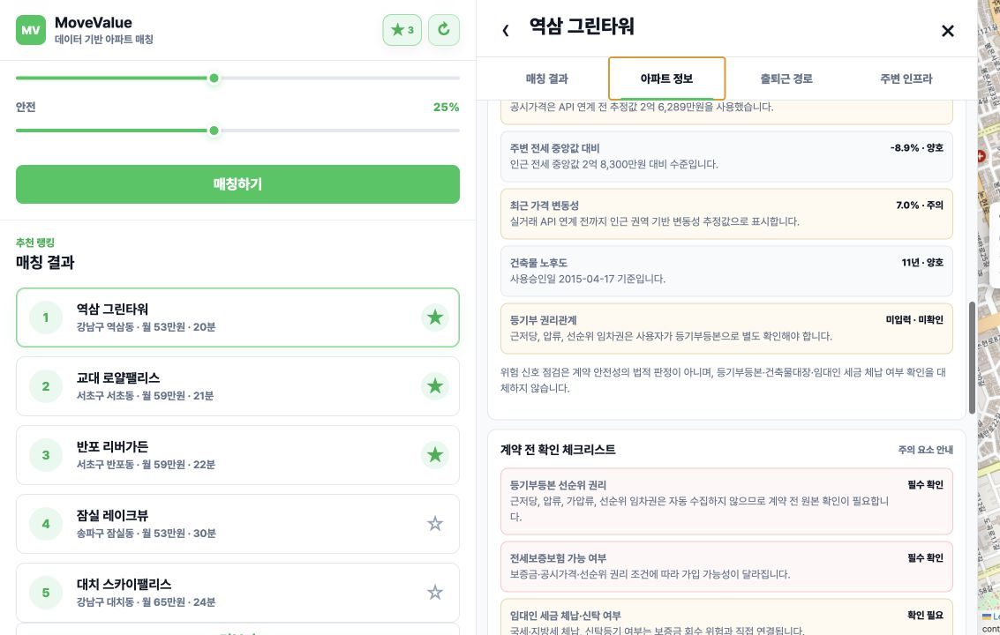 MV
MoveValue
데이터 기반 아파트 매칭
★ 3
안전
25%
매칭하기
추천 랭킹
매칭 결과
1
역삼 그린타워
강남구 역삼동 · 월 53만원 · 20분
2
교대 로얄팰리스
서초구 서초동 · 월 59만원 · 21분
3
반포 리버가든
서초구 반포동 · 월 59만원 · 22분
4
잠실 레이크뷰
송파구 잠실동 · 월 53만원 · 30분
5
대치 스카이팰리스
강남구 대치동 · 월 65만원 · 24분
역삼 그린타워
매칭 결과
아파트 정보
출퇴근 경로
주변 인프라
공시가격은 API 연계 전 추정값 2억 6,289만원을 사용했습니다.
주변 전세 중앙값 대비
-8.9% · 양호
인근 전세 중앙값 2억 8,300만원 대비 수준입니다.
최근 가격 변동성
7.0% · 주의
실거래 API 연계 전까지 인근 권역 기반 변동성 추정값으로 표시합니다.
건축물 노후도
11년 · 양호
사용승인일 2015-04-17 기준입니다.
등기부 권리관계
미입력 · 미확인
근저당, 압류, 선순위 임차권은 사용자가 등기부등본으로 별도 확인해야 합니다.
위험 신호 점검은 계약 안전성의 법적 판정이 아니며, 등기부등본·건축물대장·임대인 세금 체납 여부 확인을 대
체하지 않습니다.
계약 전 확인 체크리스트
주의 요소 안내
등기부등본 선순위 권리
필수 확인
근저당, 압류, 가압류, 선순위 임차권은 자동 수집하지 않으므로 계약 전 원본 확인이 필요합니
다.
전세보증보험 가능 여부
필수 확인
보증금·공시가격·선순위 권리 조건에 따라 가입 가능성이 달라집니다.
임대인 세금 체납·신탁 여부
확인 필요
국세·지방세 체납, 신탁등기 여부는 보증금 회수 위험과 직접 연결됩니다.